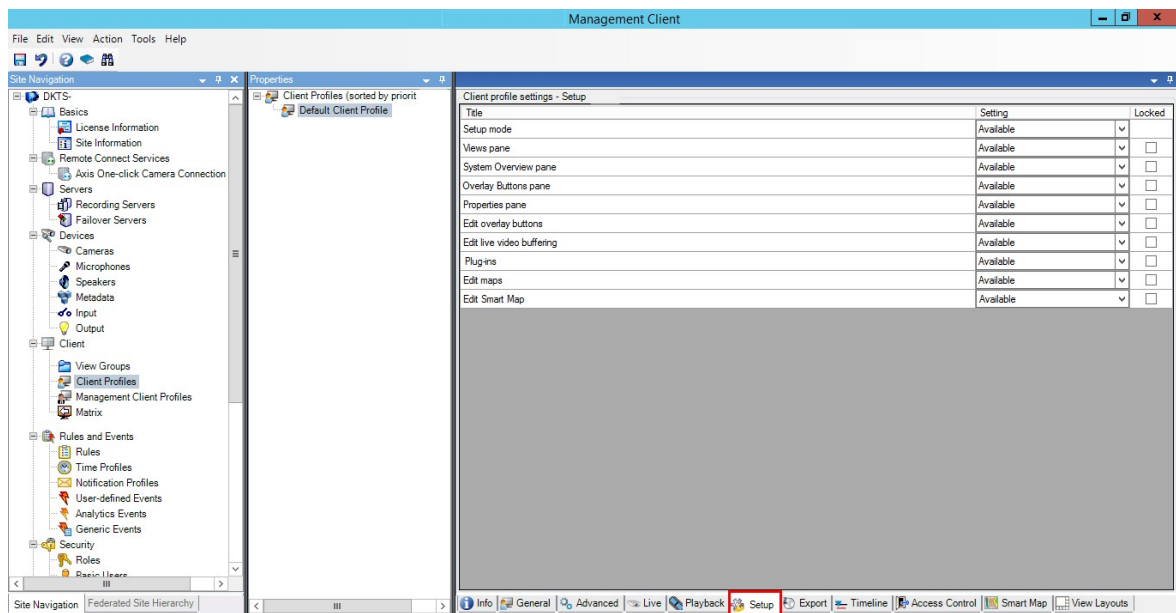 Management Client
File Edit View Action Tools Help
Site Navigation
DKTS-
Basics
License Information
Site Information
Remote Connect Services
Axis One-click Camera Connection
Servers
Recording Servers
Failover Servers
Devices
Cameras
Microphones
Speakers
Metadata
Input
Output
Client
View Groups
Client Profiles
Management Client Profiles
Matrix
Rules and Events
Rules
Time Profiles
Notification Profiles
User-defined Events
Analytics Events
Generic Events
Security
Roles
Basic Users
Site Navigation Federated Site Hierarchy
Properties
Client Profiles (sorted by priorit
Default Client Profile
Client profile settings - Setup
Title Setting Locked
Setup mode Available
Views pane Available
System Overview pane Available
Overlay Buttons pane Available
Properties pane Available
Edit overlay buttons Available
Edit live video buffering Available
Plug-ins Available
Edit maps Available
Edit Smart Map Available
Info General Advanced Live Playback Setup Export Timeline Access Control Smart Map View Layouts